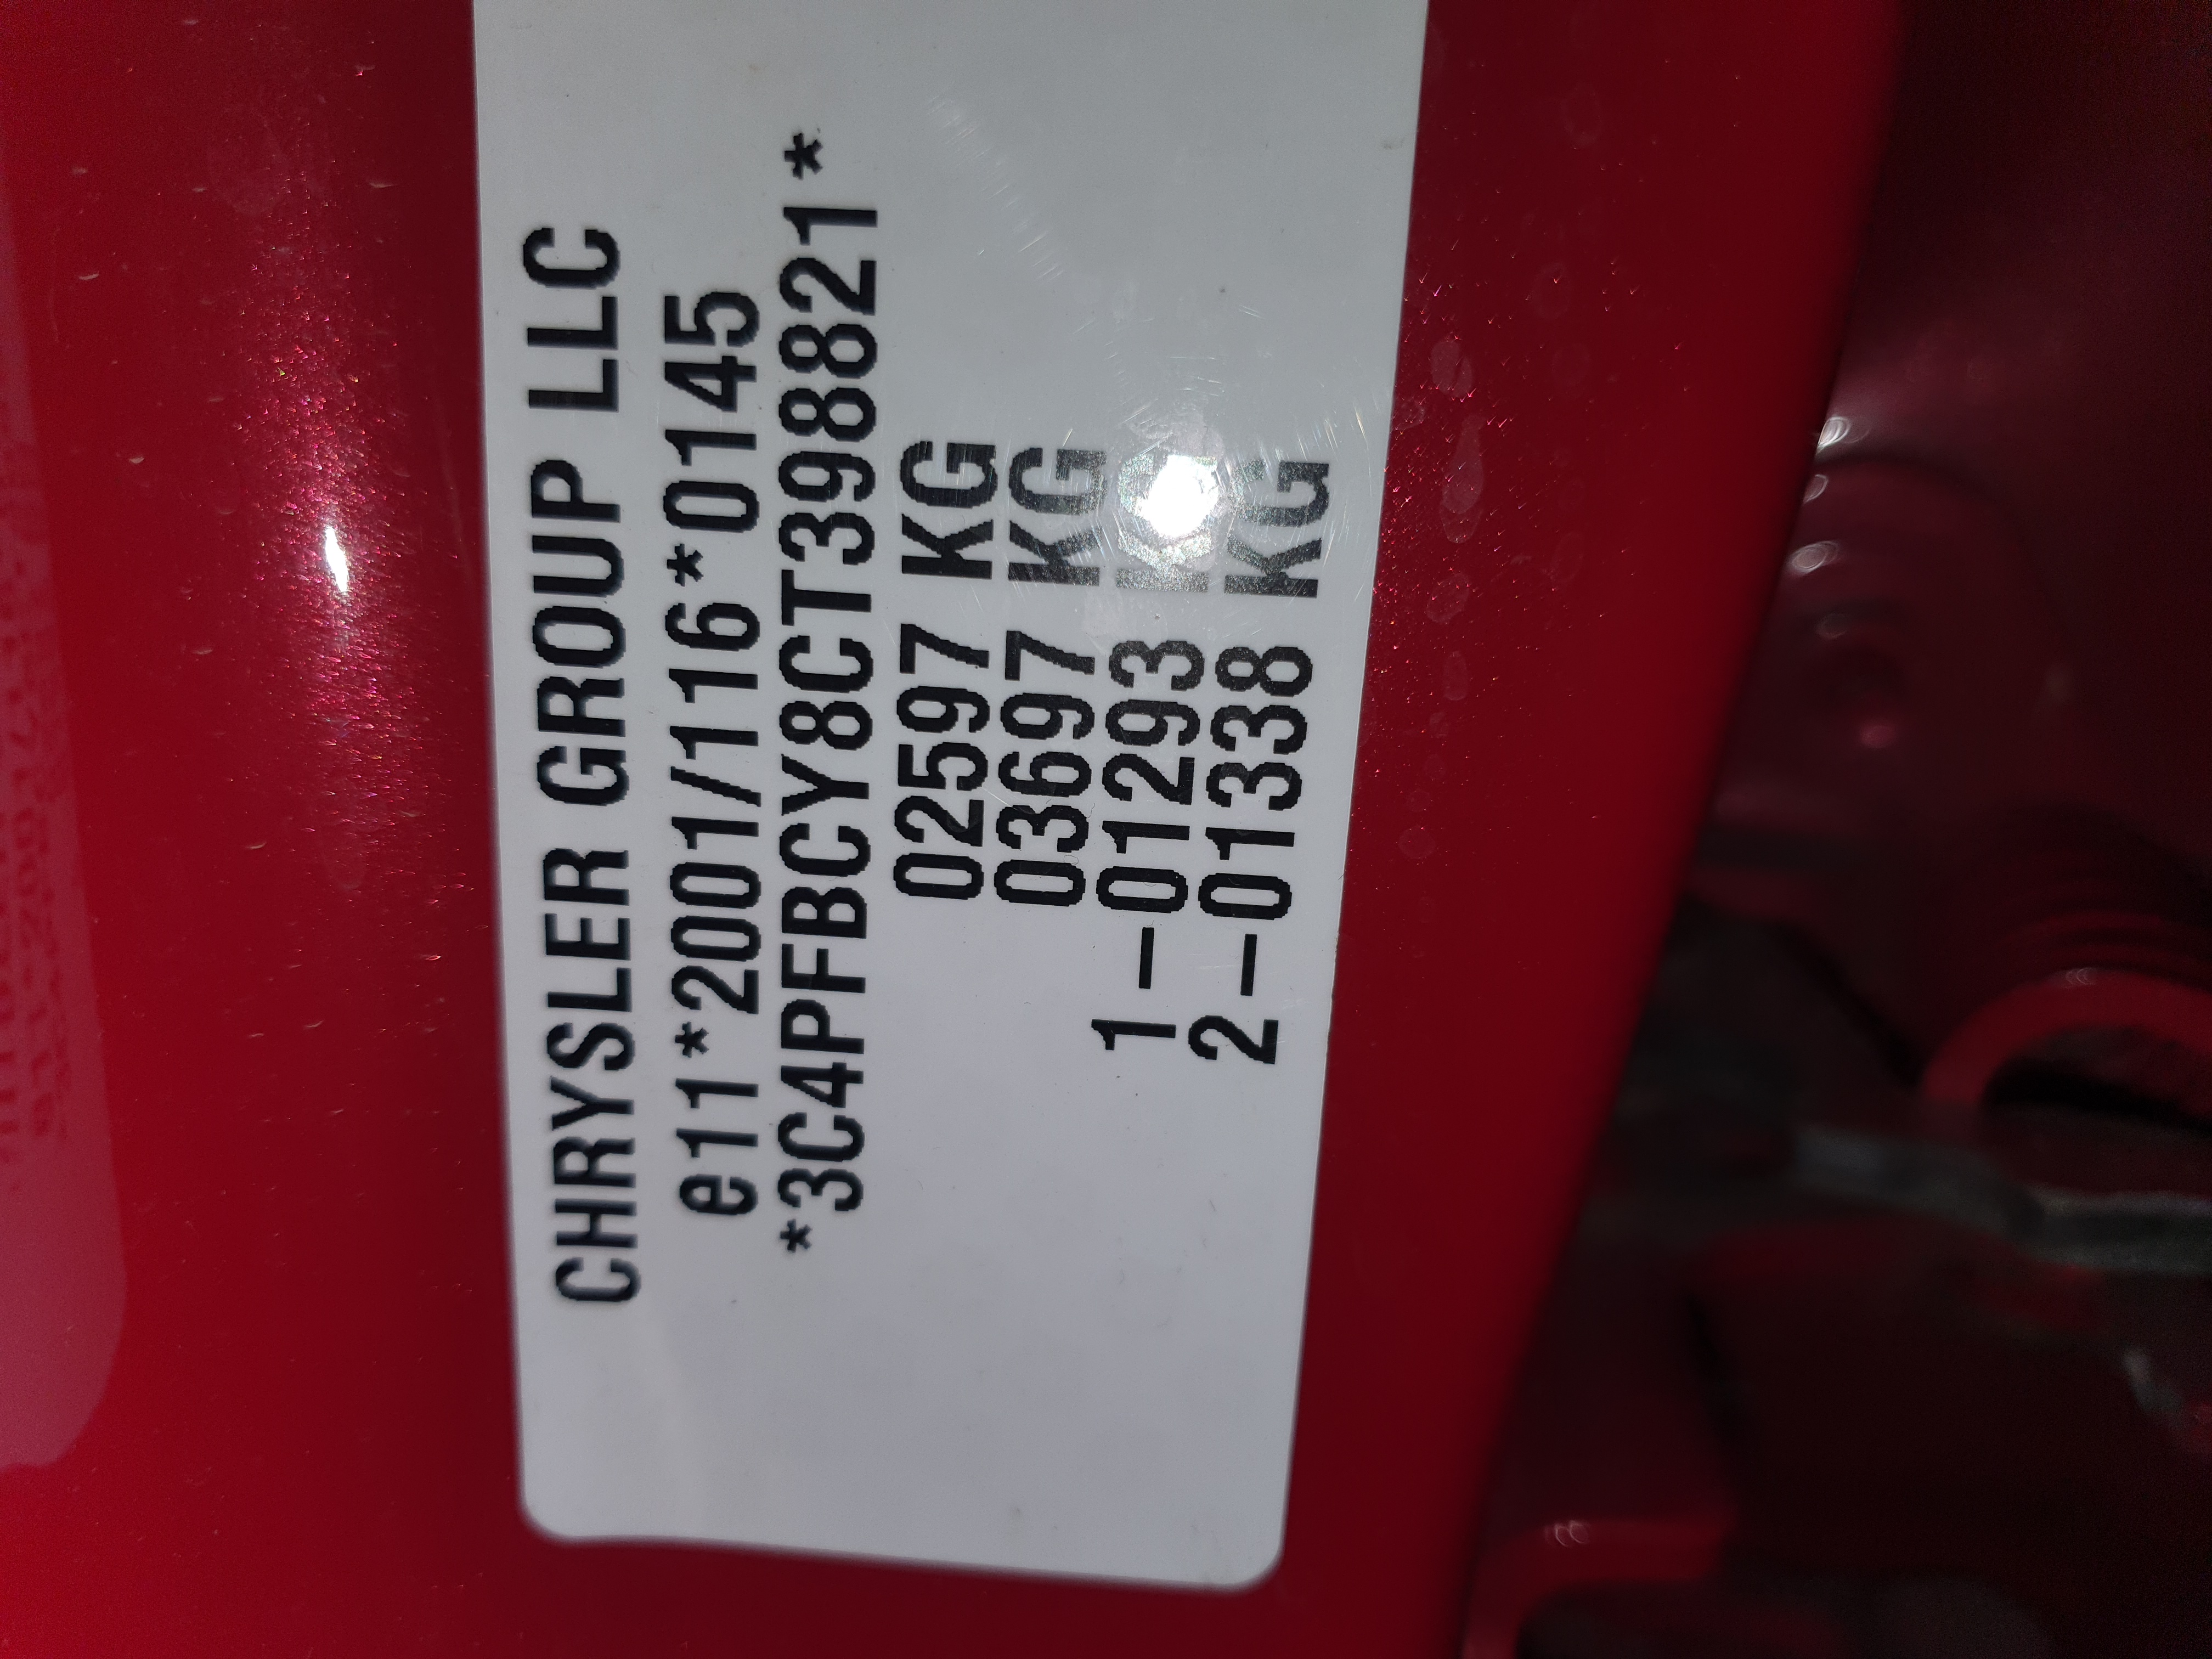 CHRYSLER GROUP LLC
e11*2001/116*0145
*3C4PFBCY8CT398821*
02597 KG
03697 KG
1-01293 KG
2-01338 KG